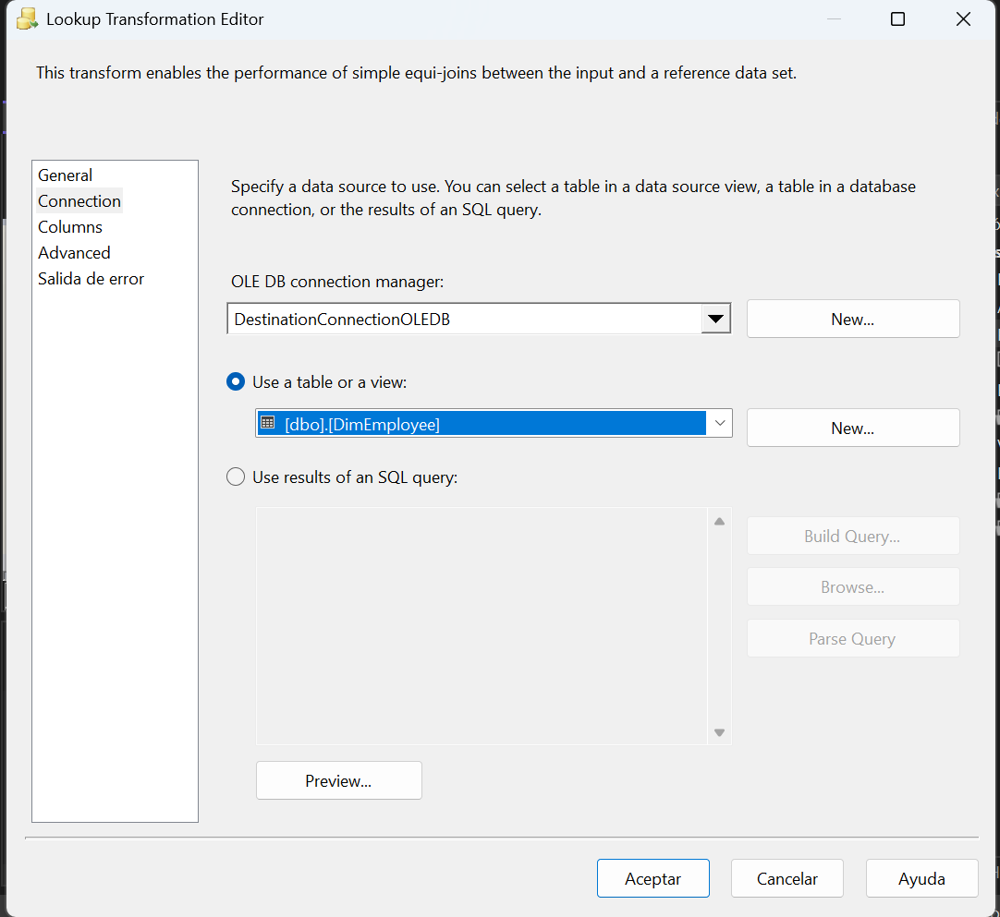 Lookup Transformation Editor
This transform enables the performance of simple equi-joins between the input and a reference data set.
General
Connection
Columns
Advanced
Salida de error
Specify a data source to use. You can select a table in a data source view, a table in a database
connection, or the results of an SQL query.
OLE DB connection manager:
DestinationConnectionOLEDB
New...
Use a table or a view:
[dbo].[DimEmployee]
New...
Use results of an SQL query:
Build Query...
Browse...
Parse Query
Preview...
Aceptar
Cancelar
Ayuda